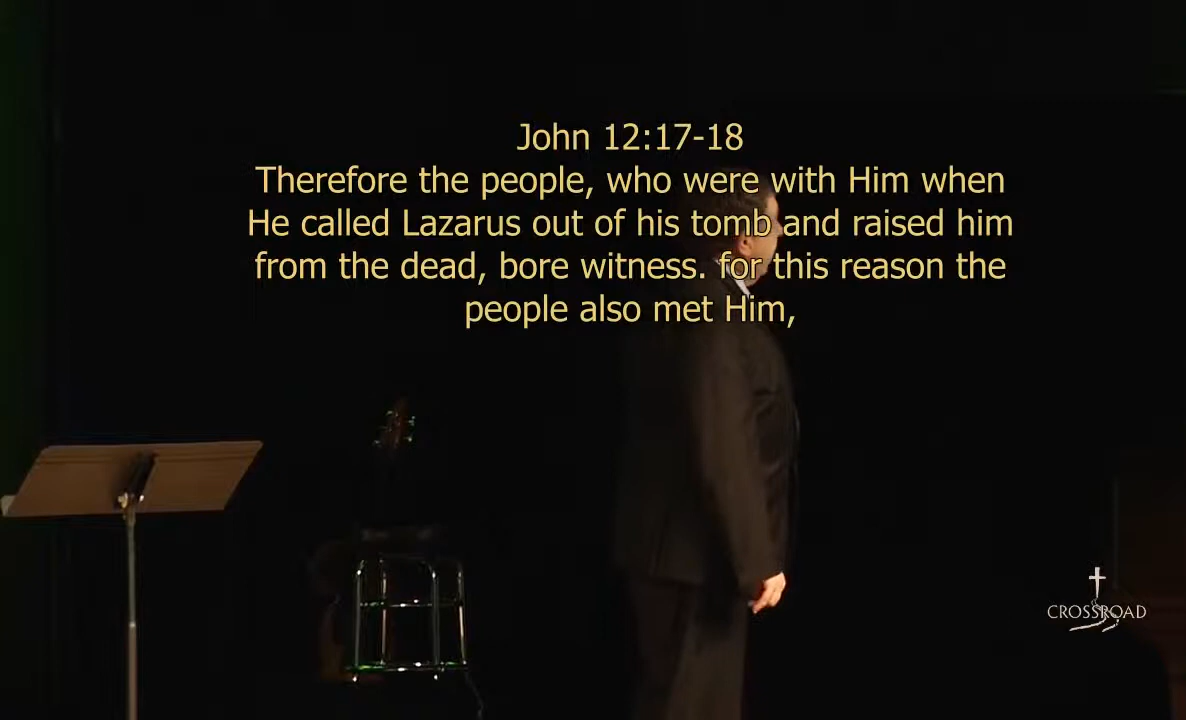 John 12:17-18
Therefore the people, who were with Him when
He called Lazarus out of his tomb and raised him
from the dead, bore witness. for this reason the
people also met Him,
CROSSROAD